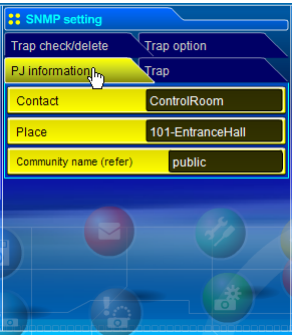 SNMP setting
Trap check/delete Trap option
PJ information Trap
Contact ControlRoom
Place 101-EntranceHall
Community name (refer) public